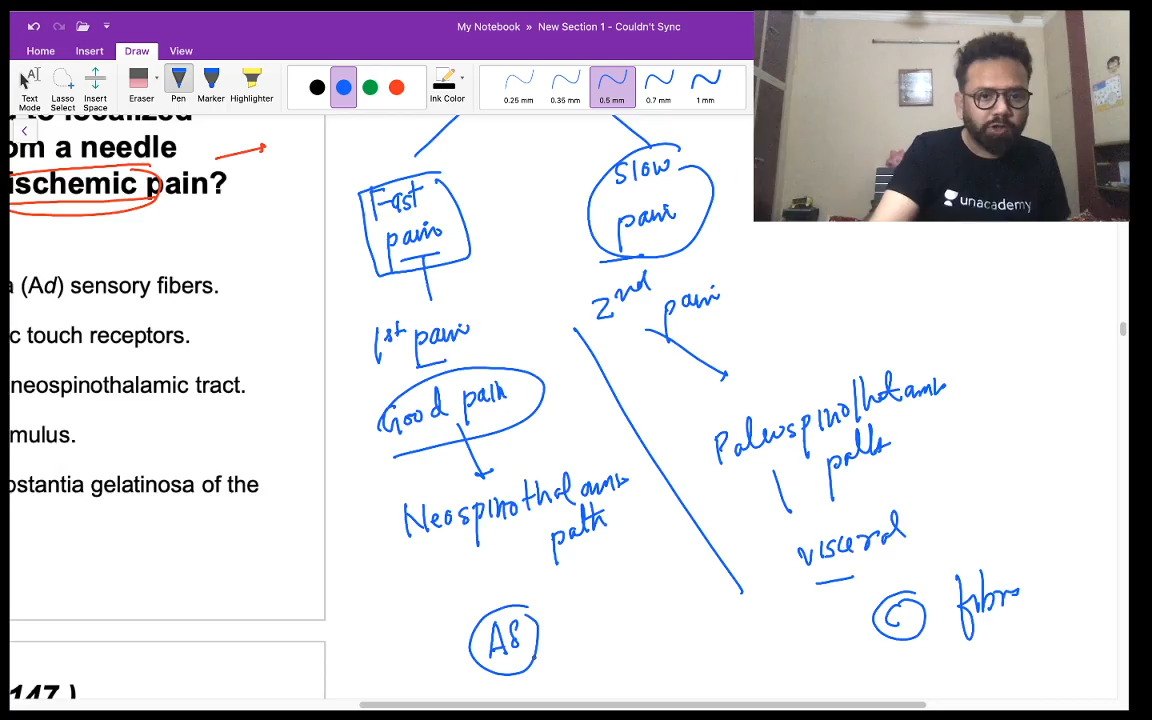 My Notebook » New Section 1 - Couldn't Sync
Home Insert Draw View
Text Mode
Lasso Select
Insert Space
Eraser
Pen
Marker
Highlighter
Ink Color
0.25 mm
0.35 mm
0.5 mm
0.7 mm
1 mm
unacademy
om a needle
ischemic pain?
a (Ad) sensory fibers.
c touch receptors.
neospinothalamic tract.
mulus.
ostantia gelatinosa of the
147 )
Fast
pain
1st pain
Good pain
Neospinothalamic
path
Aδ
Slow
pain
2nd pain
Paleospinothalamic
path
visceral
C fibre